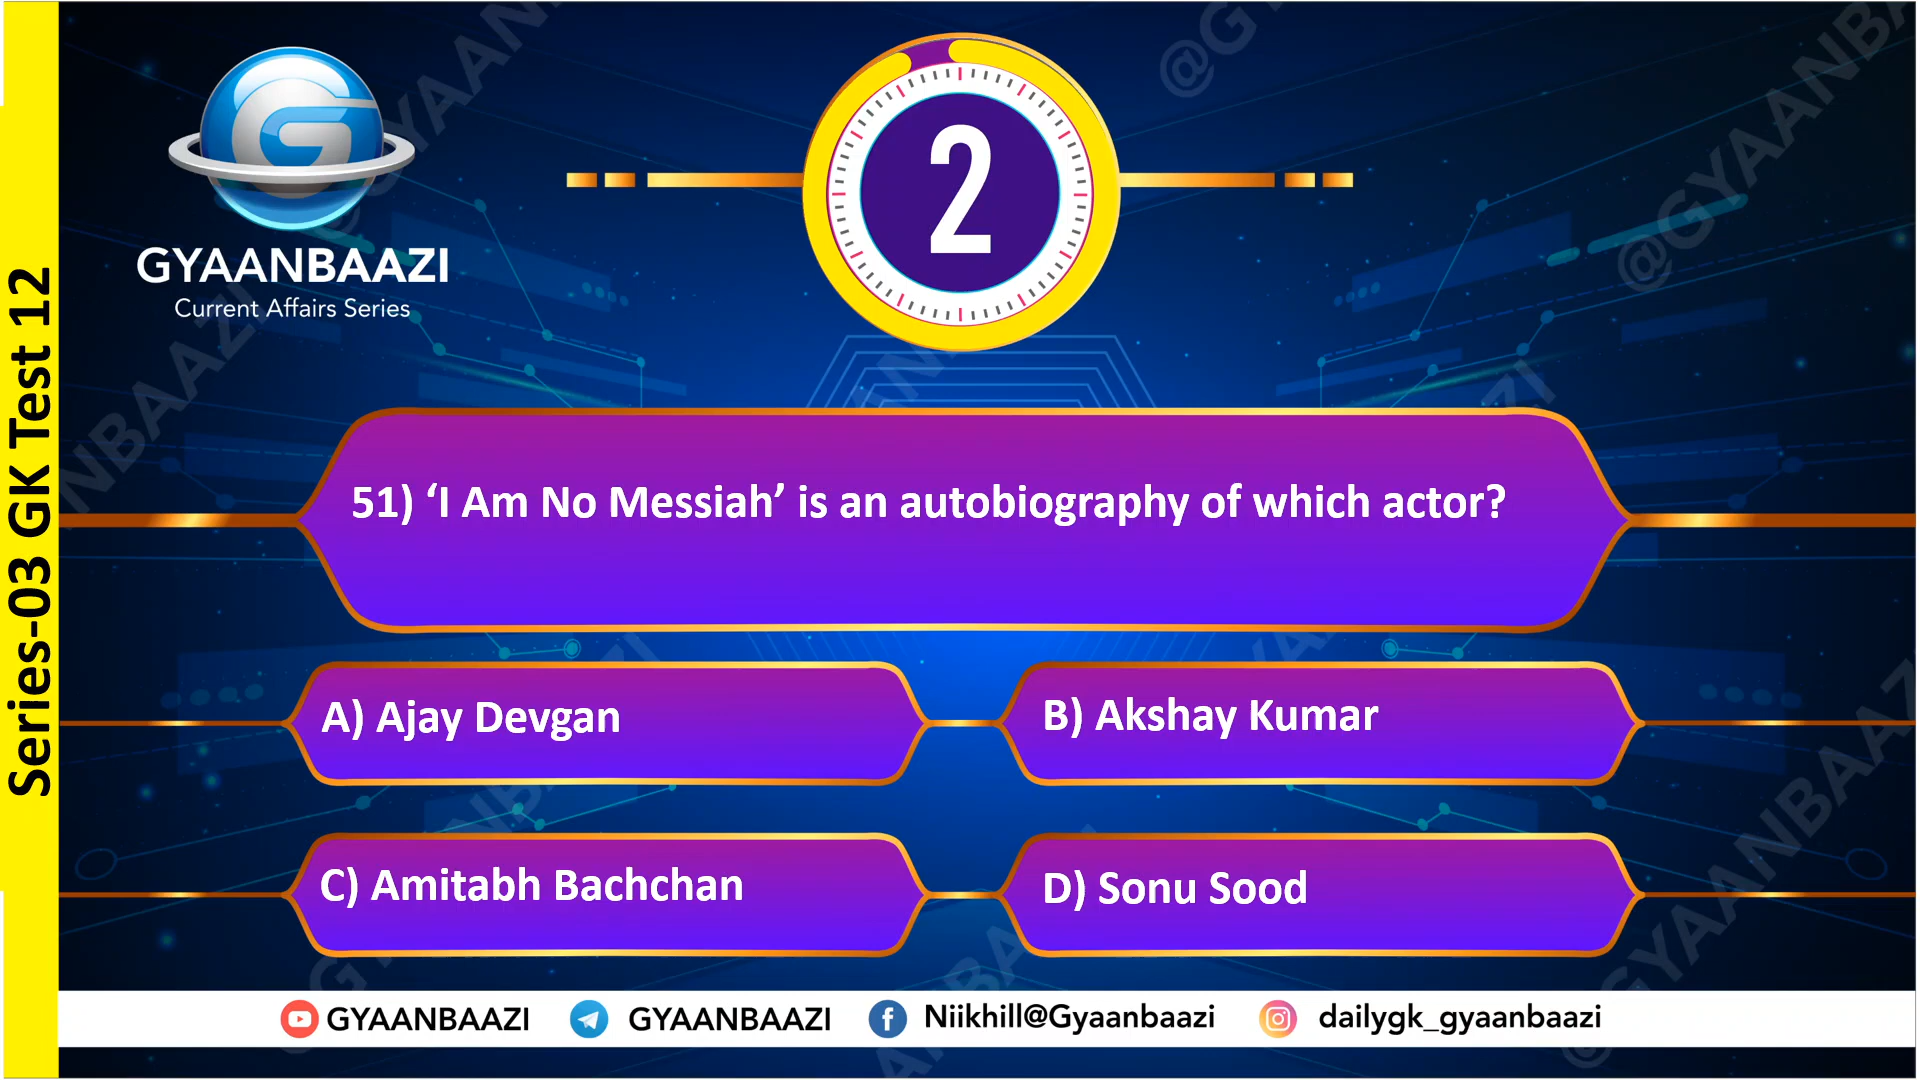 GYAANBAAZI
Current Affairs Series
2
Series-03 GK Test 12
51) ‘I Am No Messiah’ is an autobiography of which actor?
A) Ajay Devgan
B) Akshay Kumar
C) Amitabh Bachchan
D) Sonu Sood
GYAANBAAZI
GYAANBAAZI
Niikhill@Gyaanbaazi
dailygk_gyaanbaazi
@GYAANBAAZI